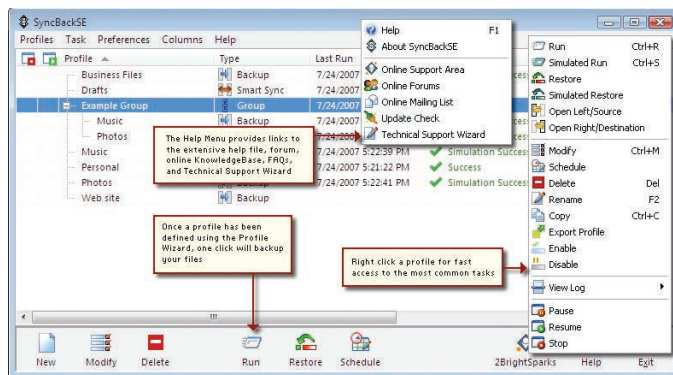 SyncBackSE
Profiles Task Preferences Columns Help
Profile Type Last Run
Business Files Backup 7/24/2007
Drafts Smart Sync 7/24/2007
Example Group Group 7/24/2007
Music 7/24/2007
Photos 7/24/2007
Music 7/24/2007 5:22:39 PM Simulation Success
Personal 7/24/2007 5:21:22 PM Success
Photos Backup 7/24/2007 5:22:41 PM Simulation Success
Web site Backup
Help F1
About SyncBackSE
Online Support Area
Online Forums
Online Mailing List
Update Check
Technical Support Wizard
The Help Menu provides links to
the extensive help file, forum,
online KnowledgeBase, FAQs,
and Technical Support Wizard
Once a profile has been
defined using the Profile
Wizard, one click will backup
your files
Right click a profile for fast
access to the most common tasks
Run Ctrl+R
Simulated Run Ctrl+S
Restore
Simulated Restore
Open Left/Source
Open Right/Destination
Modify Ctrl+M
Schedule
Delete Del
Rename F2
Copy Ctrl+C
Export Profile
Enable
Disable
View Log
Pause
Resume
Stop
New Modify Delete Run Restore Schedule 2BrightSparks Help Exit